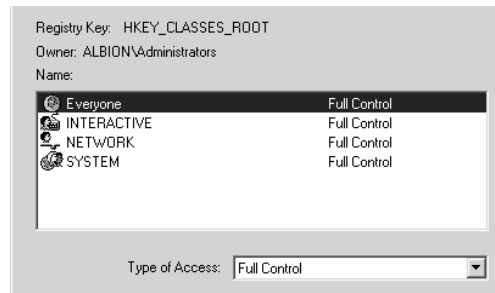 Registry Key: HKEY_CLASSES_ROOT
Owner: ALBION\Administrators
Name:
Everyone Full Control
INTERACTIVE Full Control
NETWORK Full Control
SYSTEM Full Control
Type of Access: Full Control